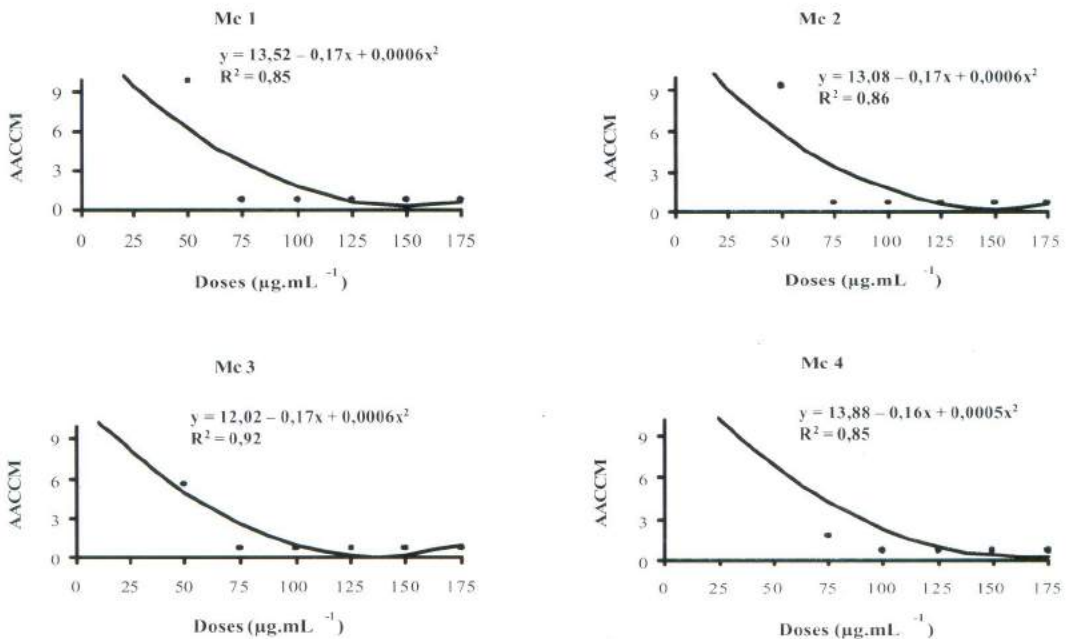 Mc 1
y = 13,52 – 0,17x + 0,0006x²
R² = 0,85
AACCM
9
6
3
0
0 25 50 75 100 125 150 175
Doses (µg.mL ⁻¹)
Mc 2
y = 13,08 – 0,17x + 0,0006x²
R² = 0,86
AACCM
9
6
3
0
0 25 50 75 100 125 150 175
Doses (µg.mL ⁻¹)
Mc 3
y = 12,02 – 0,17x + 0,0006x²
R² = 0,92
AACCM
9
6
3
0
0 25 50 75 100 125 150 175
Doses (µg.mL ⁻¹)
Mc 4
y = 13,88 – 0,16x + 0,0005x²
R² = 0,85
AACCM
9
6
3
0
0 25 50 75 100 125 150 175
Doses (µg.mL ⁻¹)